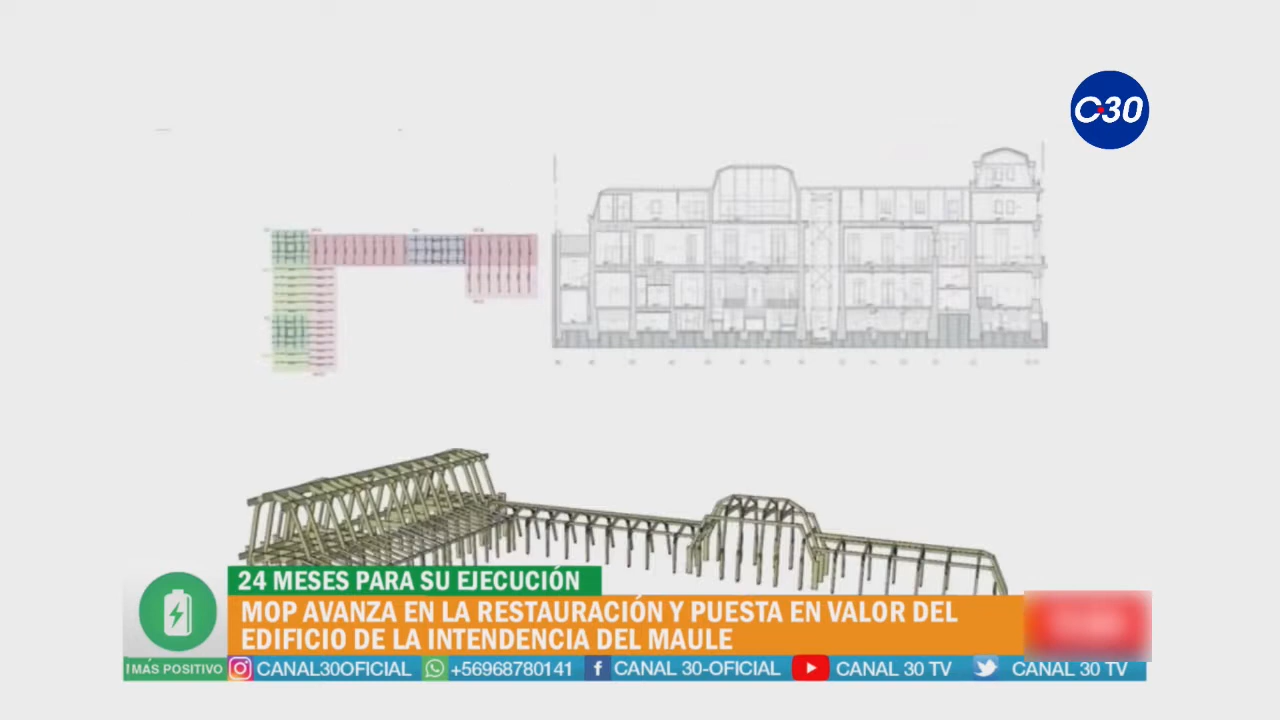 C·30
24 MESES PARA SU EJECUCIÓN
MOP AVANZA EN LA RESTAURACIÓN Y PUESTA EN VALOR DEL
EDIFICIO DE LA INTENDENCIA DEL MAULE
MÁS POSITIVO CANAL30OFICIAL +56968780141 CANAL 30-OFICIAL CANAL 30 TV CANAL 30 TV